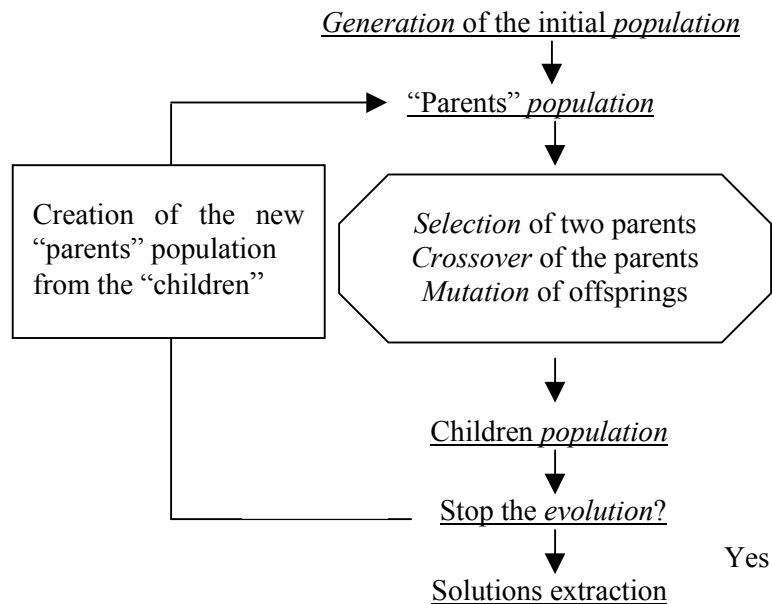 Generation of the initial population
“Parents” population
Creation of the new
“parents” population
from the “children”
Selection of two parents
Crossover of the parents
Mutation of offsprings
Children population
Stop the evolution?
Yes
Solutions extraction